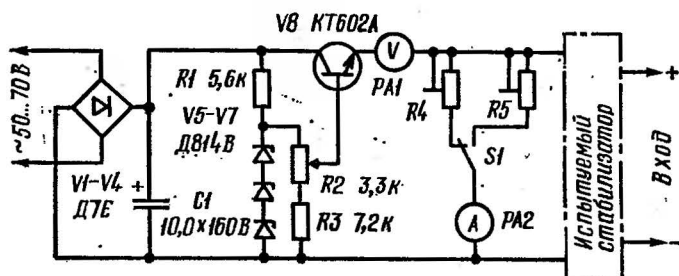 V8 КТ602А
~50...70В
R1 5,6к
V5-V7
Д814В
V1-V4
Д7Е
+
C1
10,0×160В
R2 3,3к
R3 7,2к
V
PA1
R4
R5
S1
A
PA2
Испытуемый
стабилизатор
+
Вход
−